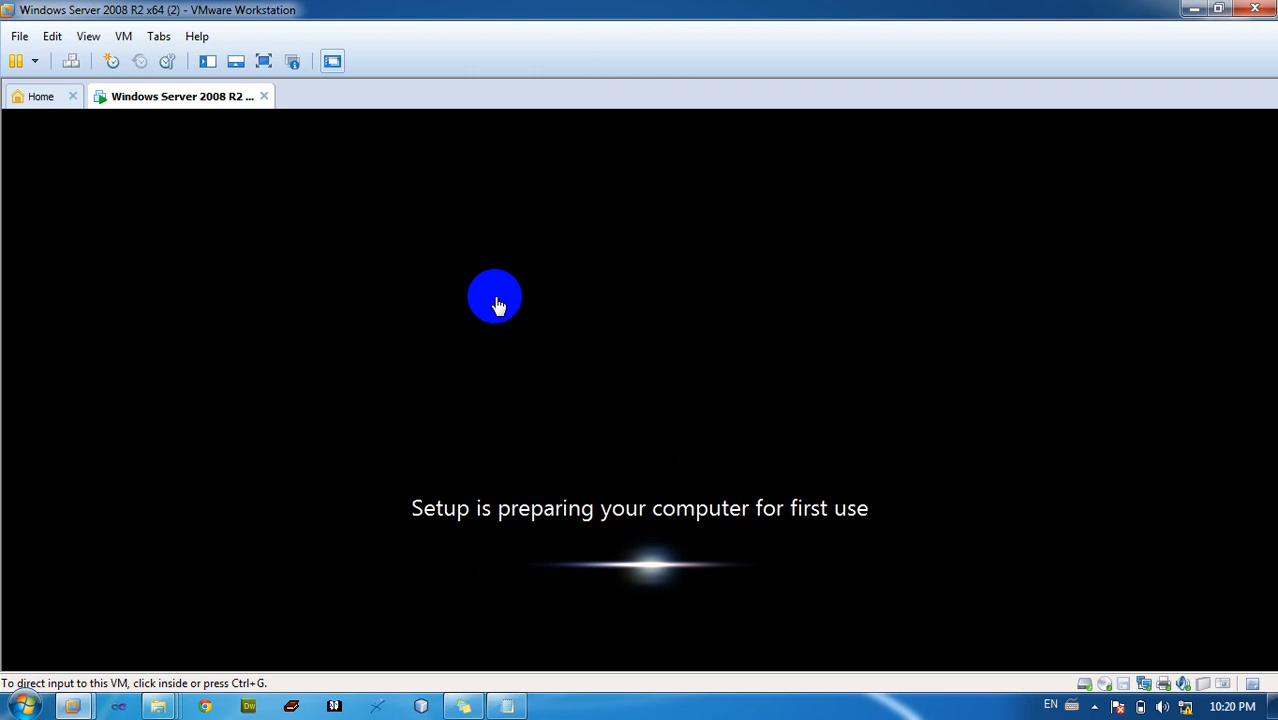 Windows Server 2008 R2 x64 (2) - VMware Workstation
File Edit View VM Tabs Help
Home Windows Server 2008 R2 ...
Setup is preparing your computer for first use
To direct input to this VM, click inside or press Ctrl+G.
Dw EN 10:20 PM